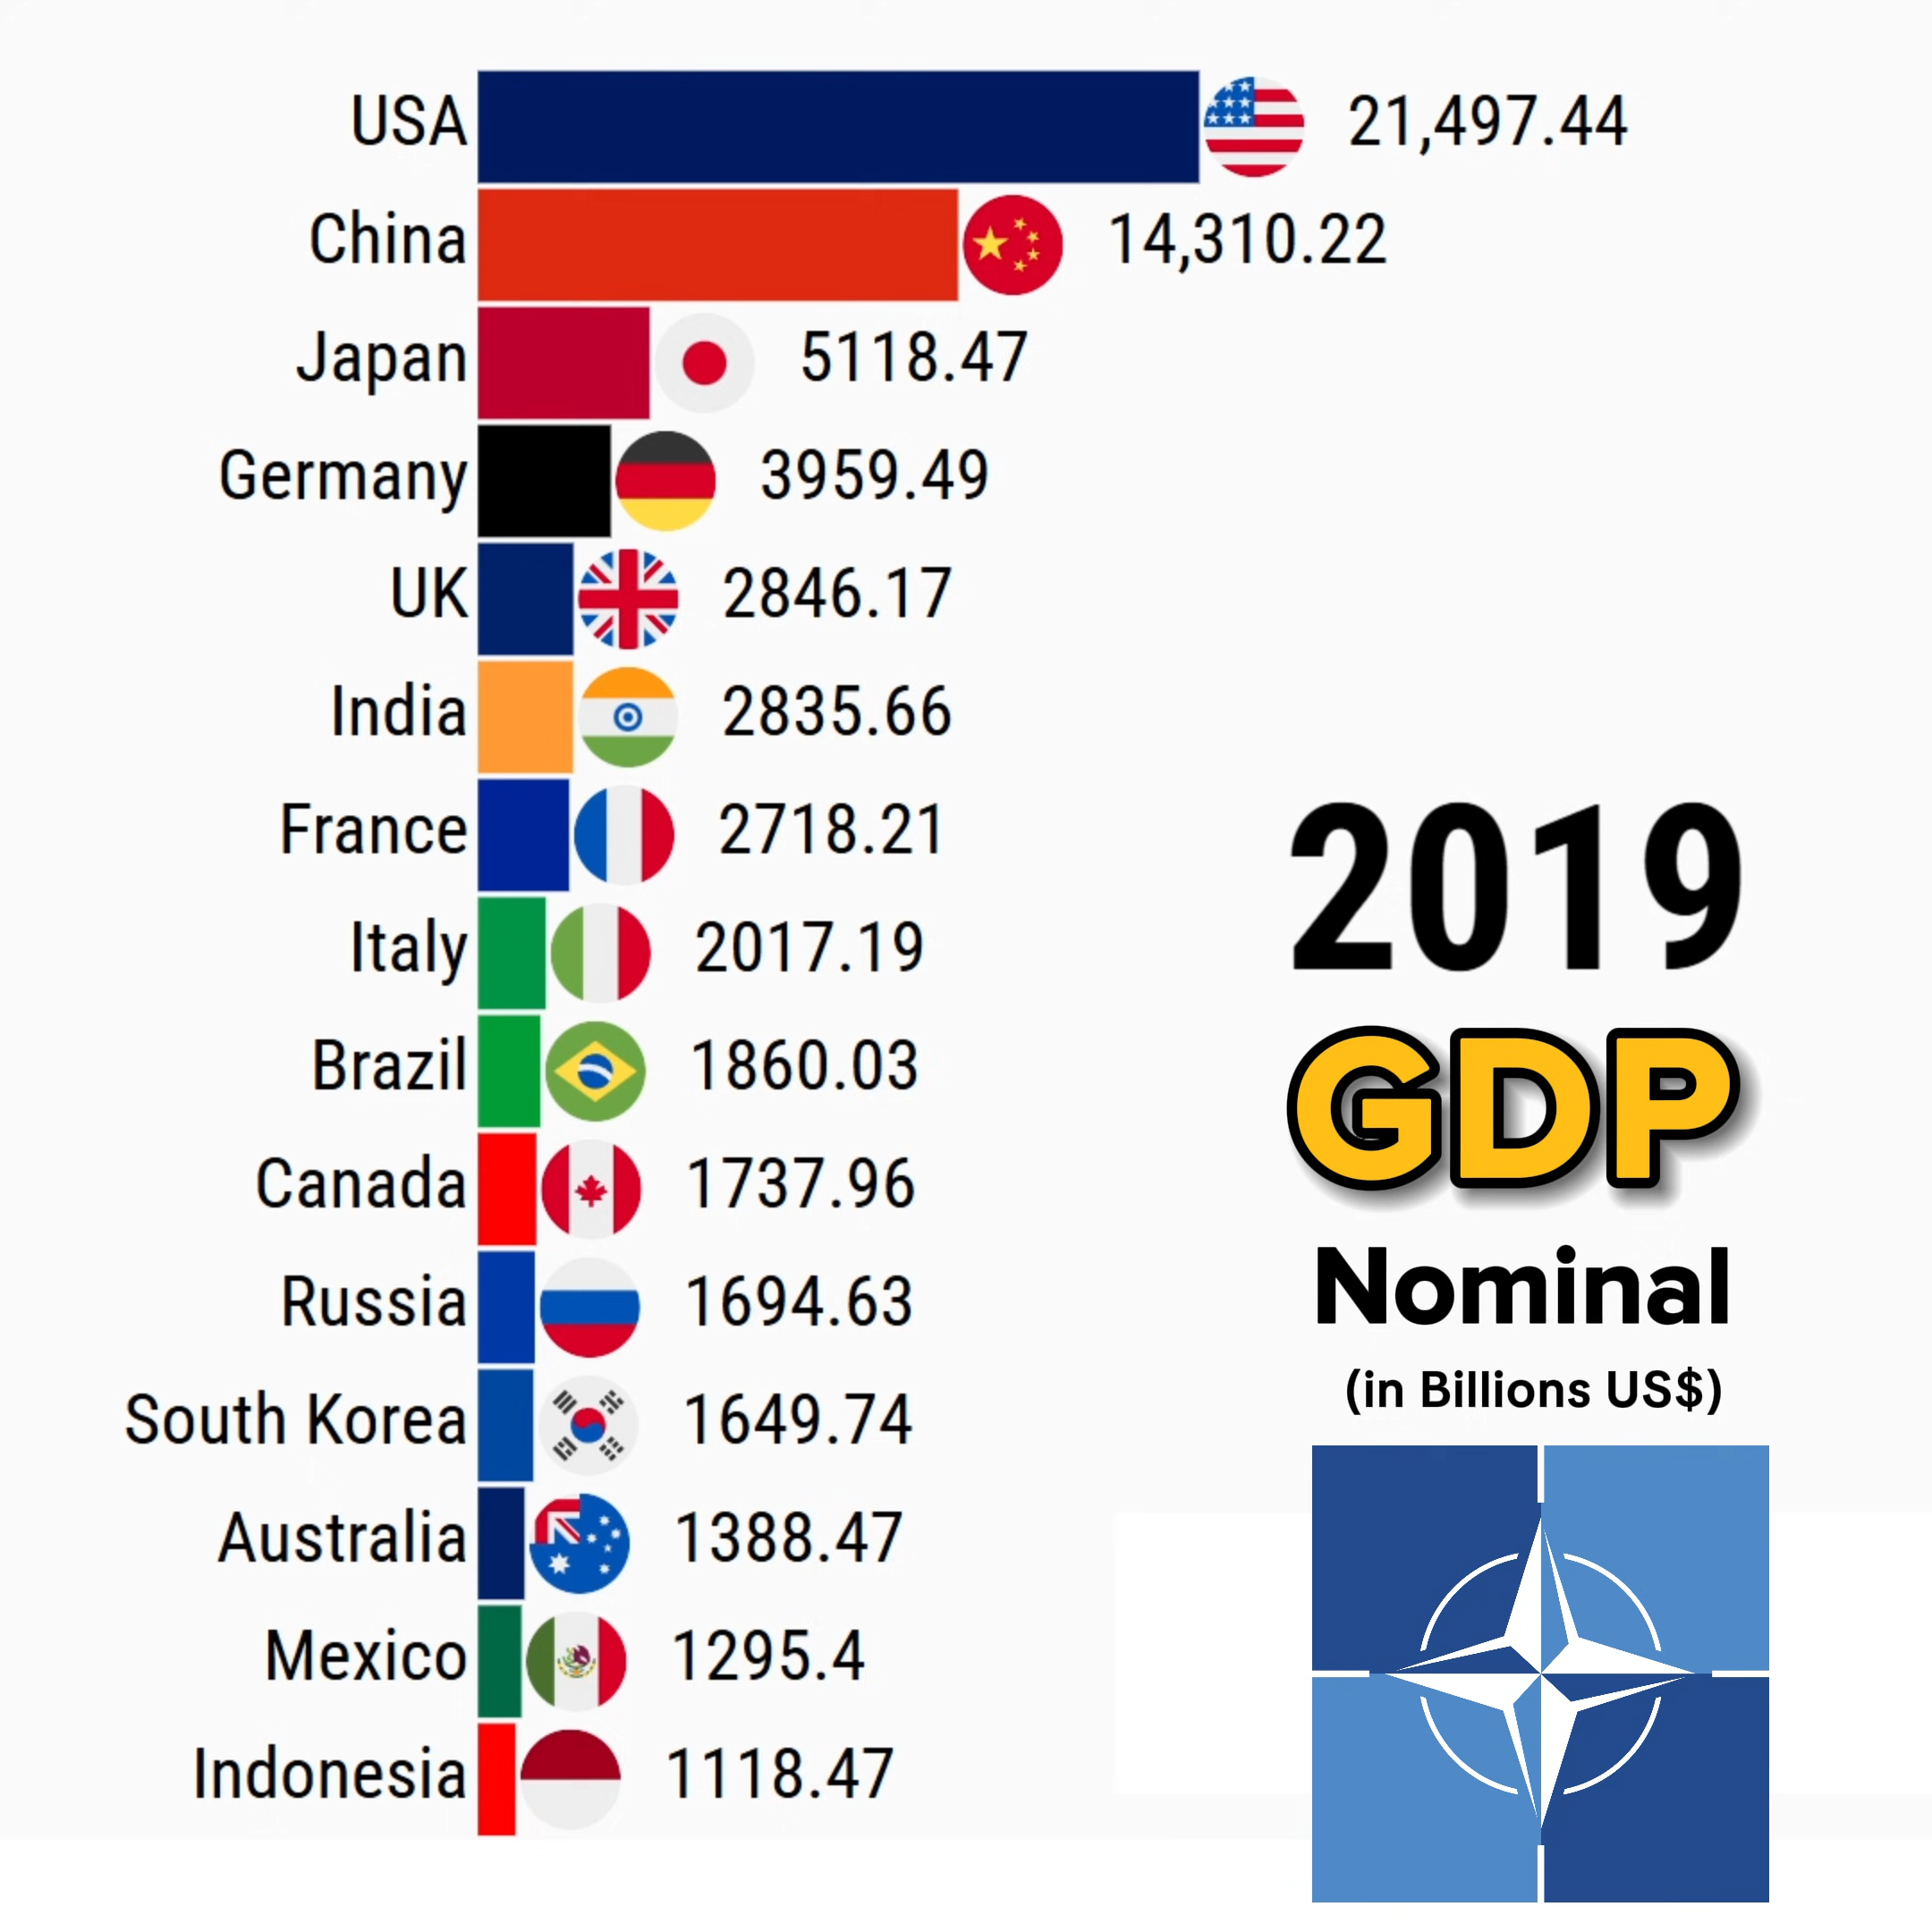 USA 21,497.44
China 14,310.22
Japan 5118.47
Germany 3959.49
UK 2846.17
India 2835.66
France 2718.21
Italy 2017.19
Brazil 1860.03
Canada 1737.96
Russia 1694.63
South Korea 1649.74
Australia 1388.47
Mexico 1295.4
Indonesia 1118.47
2019
GDP
Nominal
(in Billions US$)